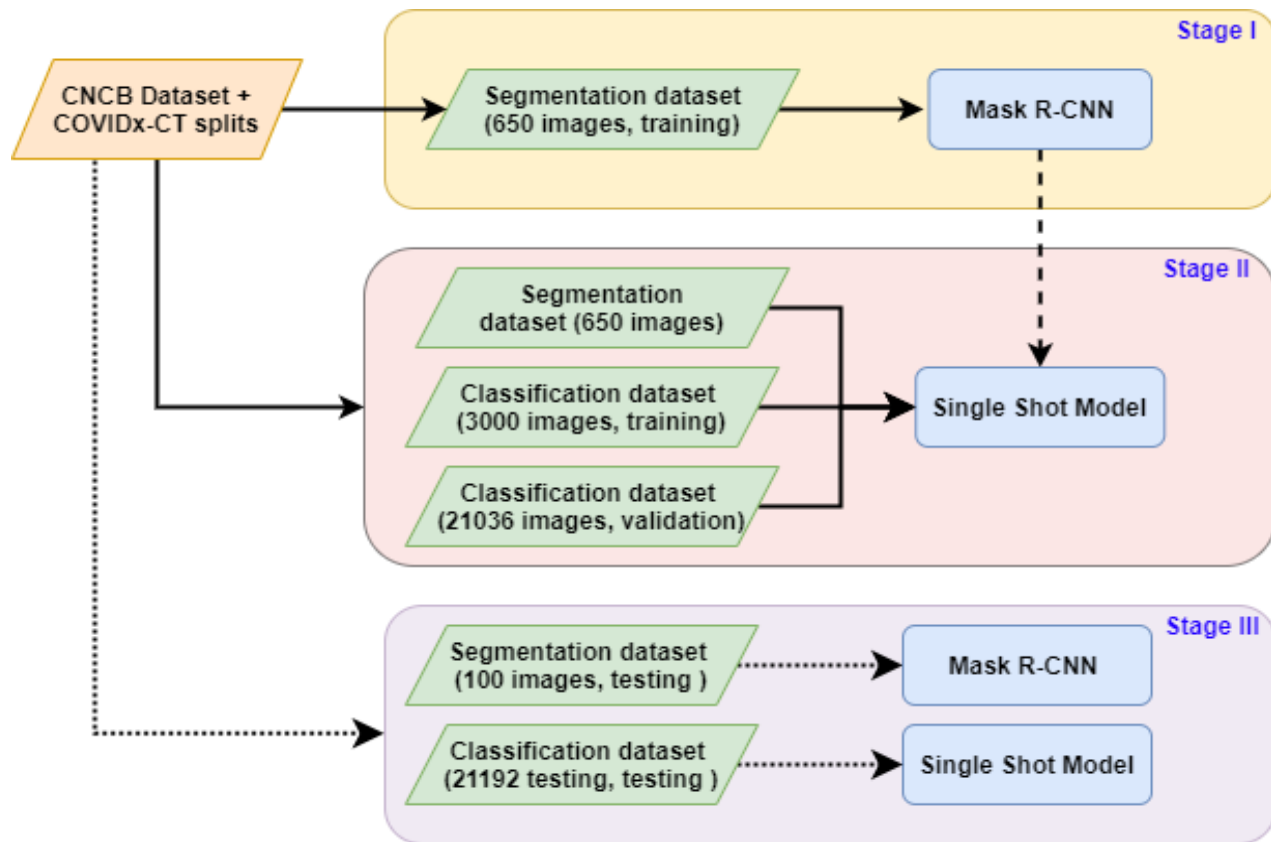 Stage I
CNCB Dataset +
COVIDx-CT splits
Segmentation dataset
(650 images, training)
Mask R-CNN
Stage II
Segmentation
dataset (650 images)
Classification dataset
(3000 images, training)
Single Shot Model
Classification dataset
(21036 images, validation)
Stage III
Segmentation dataset
(100 images, testing )
Mask R-CNN
Classification dataset
(21192 testing, testing )
Single Shot Model